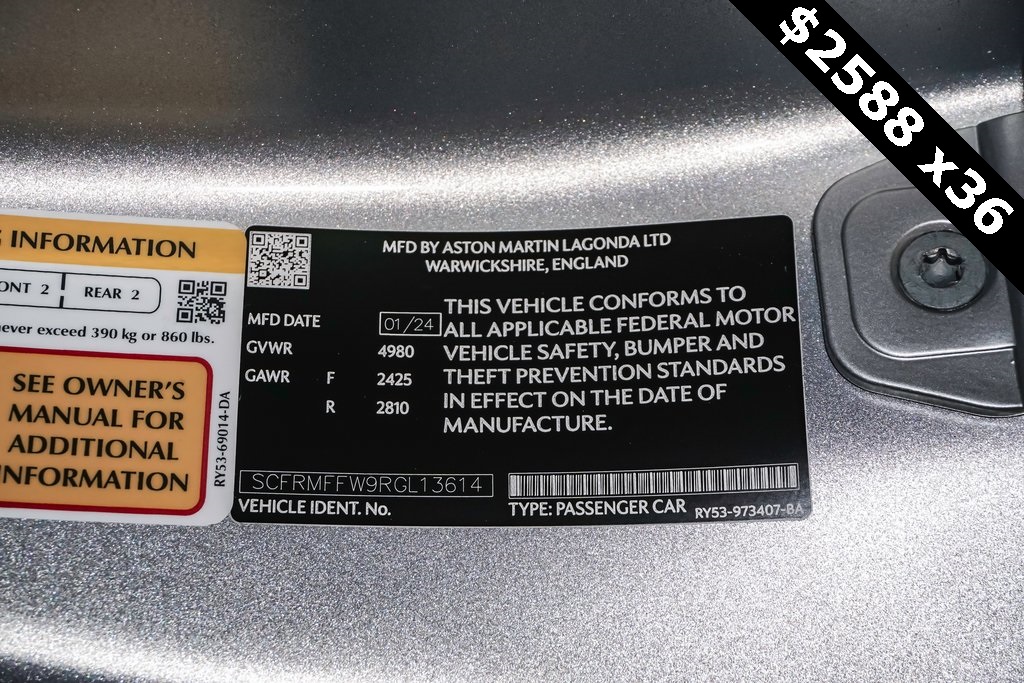 $2588 x36
INFORMATION
ONT 2 REAR 2
ever exceed 390 kg or 860 lbs.
SEE OWNER'S
MANUAL FOR
ADDITIONAL
INFORMATION
RY53-69014-DA
MFD BY ASTON MARTIN LAGONDA LTD
WARWICKSHIRE, ENGLAND
MFD DATE 01/24
GVWR 4980
GAWR F 2425
R 2810
THIS VEHICLE CONFORMS TO
ALL APPLICABLE FEDERAL MOTOR
VEHICLE SAFETY, BUMPER AND
THEFT PREVENTION STANDARDS
IN EFFECT ON THE DATE OF
MANUFACTURE.
SCFRMFFW9RGL13614
VEHICLE IDENT. No.
TYPE: PASSENGER CAR RY53-973407-BA